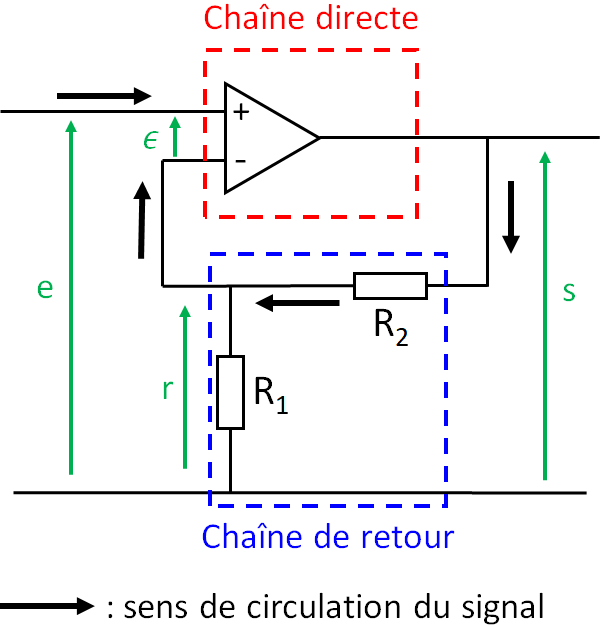 Chaîne directe
+
ϵ
-
e
s
R₂
r
R₁
Chaîne de retour
: sens de circulation du signal